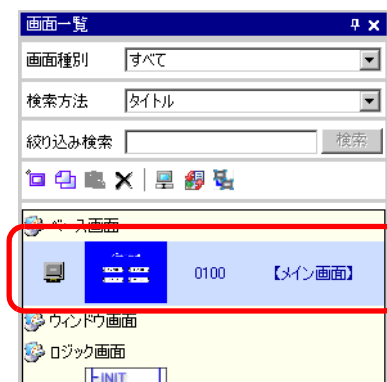 画面一覧
画面種別 すべて
検索方法 タイトル
絞り込み検索 検索
ベース画面
0100 【メイン画面】
ウィンドウ画面
ロジック画面
INIT